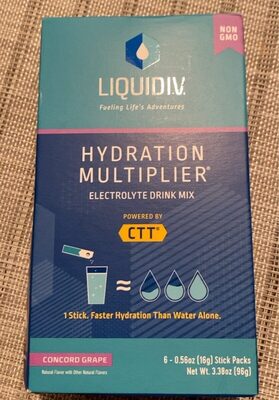 NON
GMO
LIQUID I.V.
Fueling Life's Adventures
HYDRATION
MULTIPLIER®
ELECTROLYTE DRINK MIX
POWERED BY
CTT®
≈
1 Stick. Faster Hydration Than Water Alone.
CONCORD GRAPE
Natural Flavor with Other Natural Flavors
6 - 0.56oz (16g) Stick Packs
Net Wt. 3.38oz (96g)